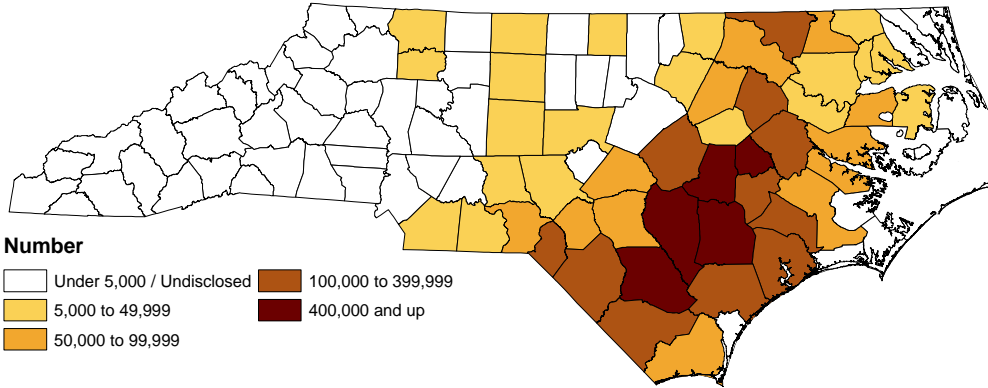 Number
Under 5,000 / Undisclosed
5,000 to 49,999
50,000 to 99,999
100,000 to 399,999
400,000 and up